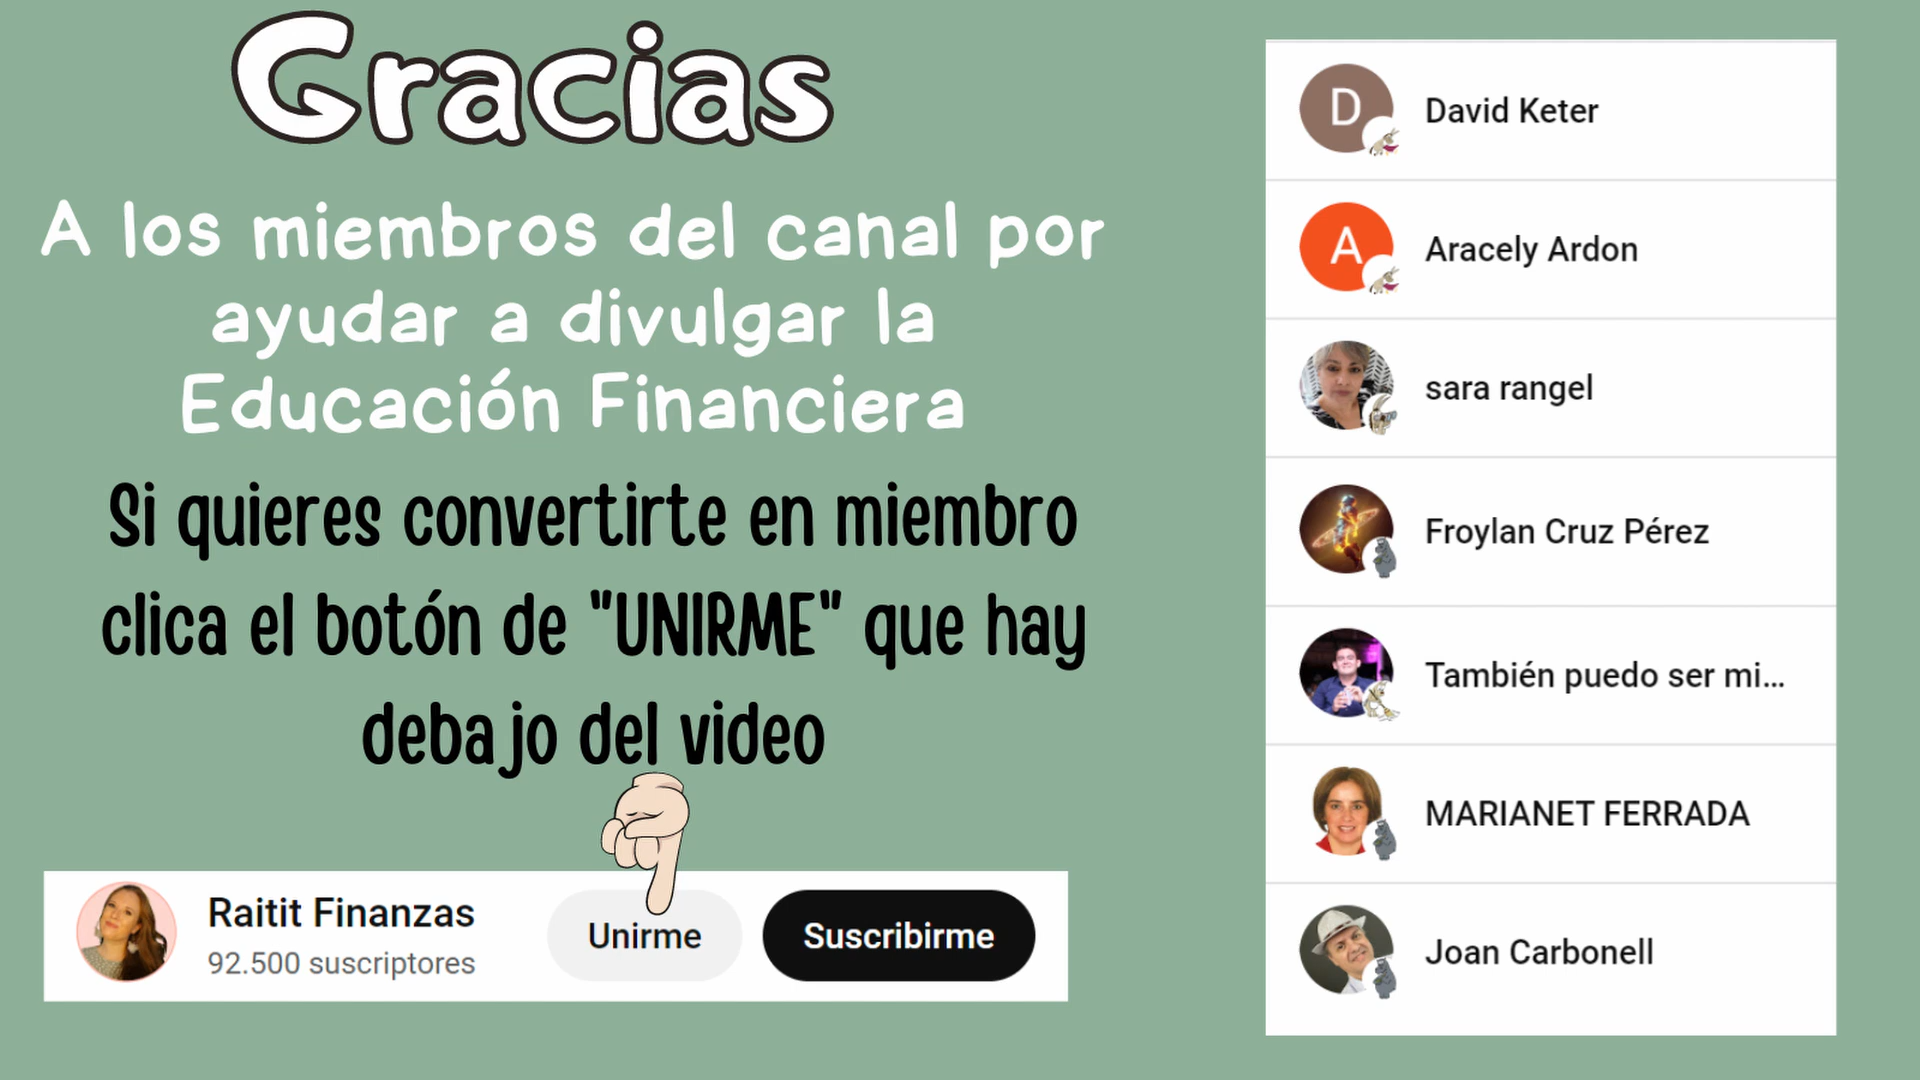 Gracias
A los miembros del canal por
ayudar a divulgar la
Educación Financiera
Si quieres convertirte en miembro
clica el botón de "UNIRME" que hay
debajo del video
Raitit Finanzas
92.500 suscriptores
Unirme
Suscribirme
D
David Keter
A
Aracely Ardon
sara rangel
Froylan Cruz Pérez
También puedo ser mi...
MARIANET FERRADA
Joan Carbonell